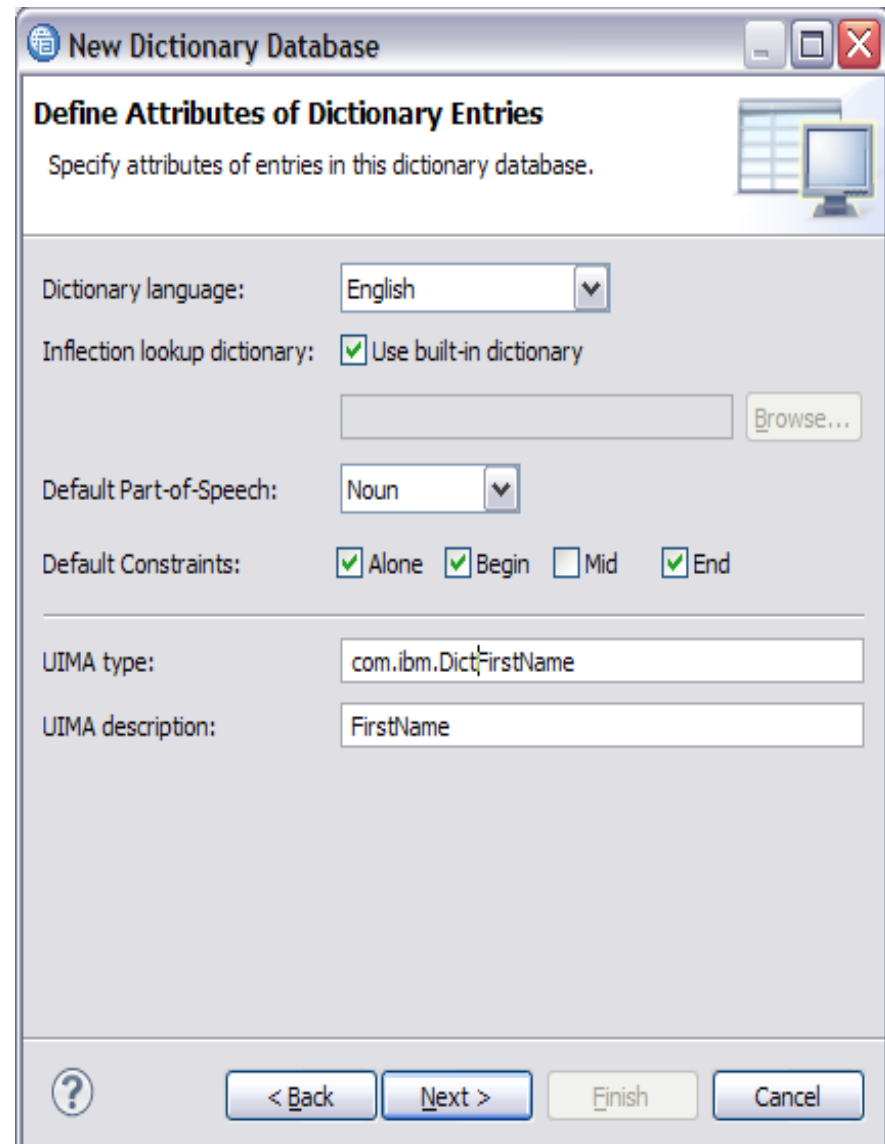 New Dictionary Database
Define Attributes of Dictionary Entries
Specify attributes of entries in this dictionary database.
Dictionary language: English
Inflection lookup dictionary: Use built-in dictionary
Browse...
Default Part-of-Speech: Noun
Default Constraints: Alone Begin Mid End
UIMA type: com.ibm.DictFirstName
UIMA description: FirstName
? < Back Next > Finish Cancel